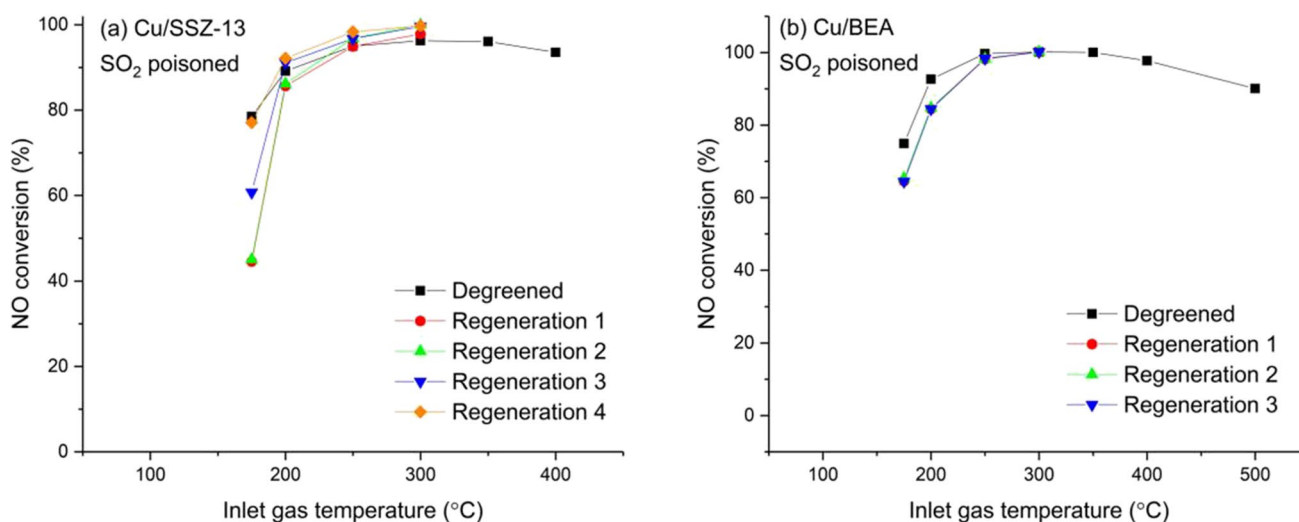 (a) Cu/SSZ-13
SO2 poisoned
NO conversion (%)
100
80
60
40
20
0
Degreened
Regeneration 1
Regeneration 2
Regeneration 3
Regeneration 4
100
200
300
400
Inlet gas temperature (°C)
(b) Cu/BEA
SO2 poisoned
NO conversion (%)
100
80
60
40
20
0
Degreened
Regeneration 1
Regeneration 2
Regeneration 3
100
200
300
400
500
Inlet gas temperature (°C)